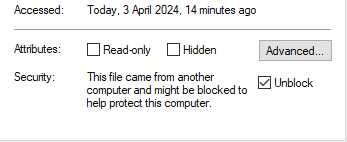 Accessed: Today, 3 April 2024, 14 minutes ago
Attributes: Read-only Hidden Advanced...
Security: This file came from another
computer and might be blocked to Unblock
help protect this computer.